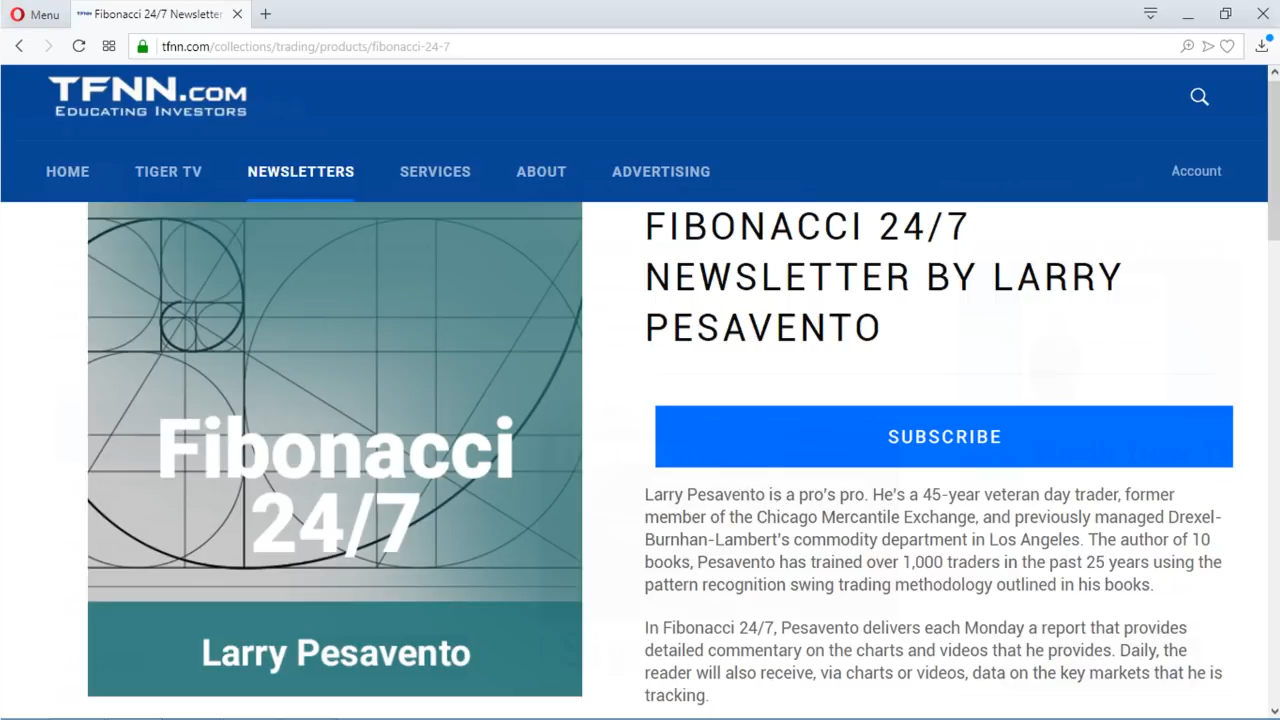 Menu
Fibonacci 24/7 Newsletter
tfnn.com/collections/trading/products/fibonacci-24-7
TFNN.COM
EDUCATING INVESTORS
HOME TIGER TV NEWSLETTERS SERVICES ABOUT ADVERTISING Account
Fibonacci
24/7
Larry Pesavento
FIBONACCI 24/7
NEWSLETTER BY LARRY
PESAVENTO
SUBSCRIBE
Larry Pesavento is a pro's pro. He's a 45-year veteran day trader, former
member of the Chicago Mercantile Exchange, and previously managed Drexel-
Burnhan-Lambert's commodity department in Los Angeles. The author of 10
books, Pesavento has trained over 1,000 traders in the past 25 years using the
pattern recognition swing trading methodology outlined in his books.
In Fibonacci 24/7, Pesavento delivers each Monday a report that provides
detailed commentary on the charts and videos that he provides. Daily, the
reader will also receive, via charts or videos, data on the key markets that he is
tracking.